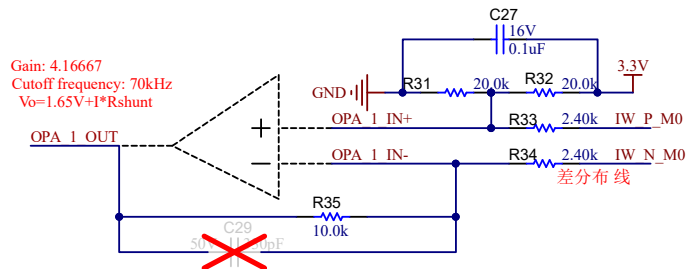 C27
16V
0.1uF
Gain: 4.16667
Cutoff frequency: 70kHz
Vo=1.65V+I*Rshunt
3.3V
GND
R31
20.0k
R32
20.0k
OPA_1_OUT
+
OPA_1_IN+
R33
2.40k
IW_P_M0
−
OPA_1_IN-
R34
2.40k
IW_N_M0
差分布 线
R35
10.0k
C29